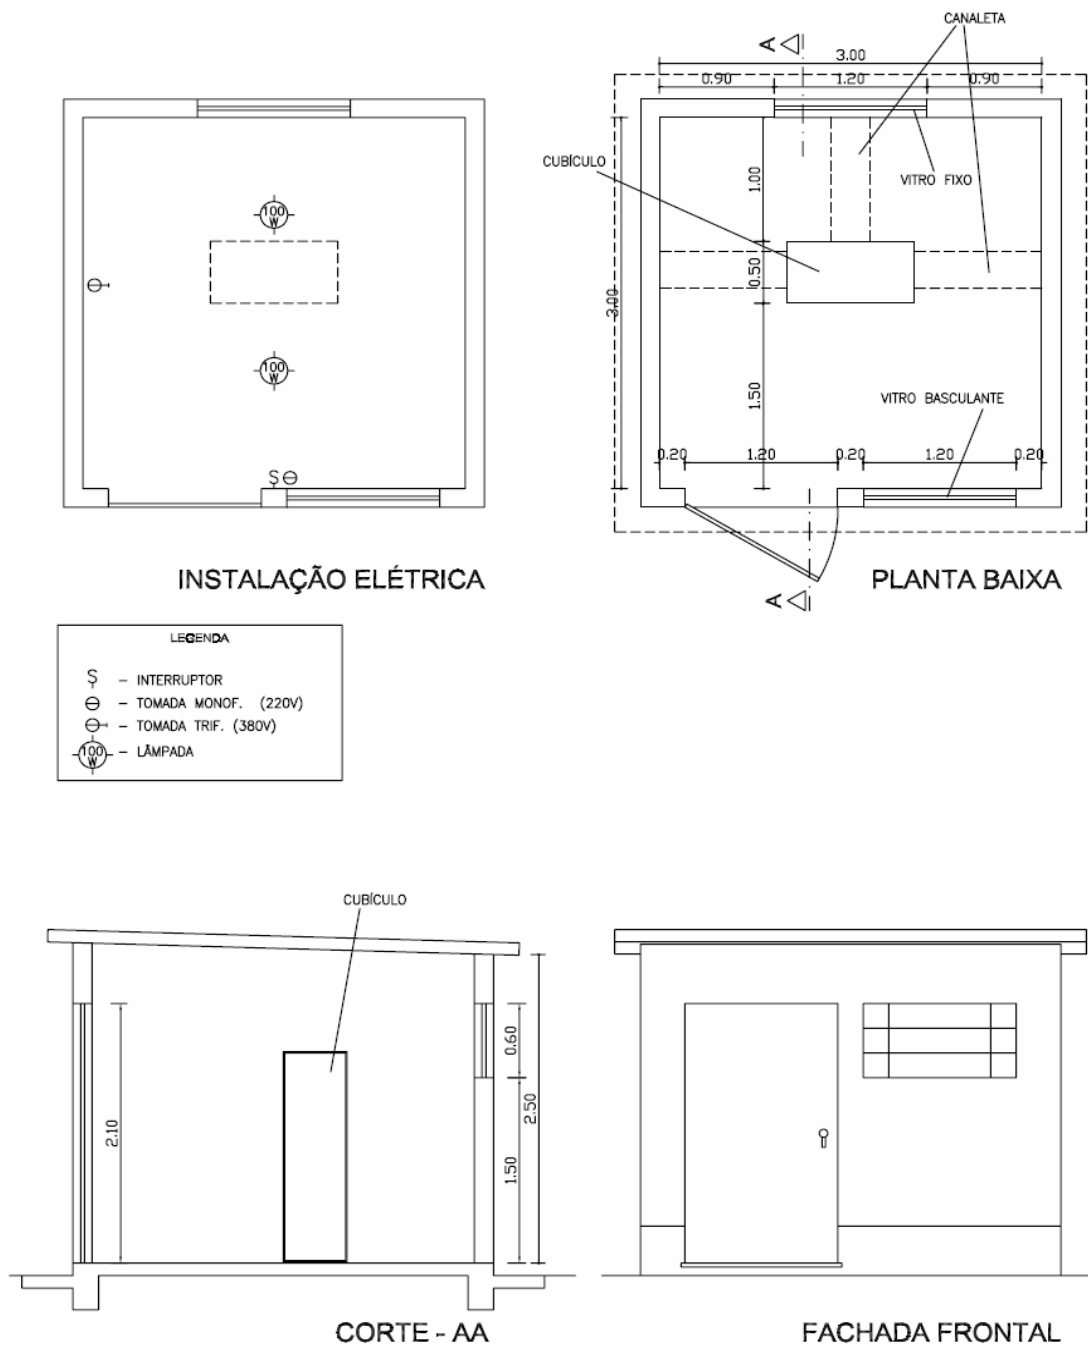 CANALETA
A
3.00
0.90 1.20 0.90
CUBÍCULO
VITRO FIXO
1.00
100
W
0.50
3.00
100
W
1.50
VITRO BASCULANTE
0.20 1.20 0.20 1.20 0.20
S
INSTALAÇÃO ELÉTRICA
PLANTA BAIXA
A
LEGENDA
S - INTERRUPTOR
- TOMADA MONOF. (220V)
- TOMADA TRIF. (380V)
100
W
- LÂMPADA
CUBÍCULO
2.10
0.60
2.50
1.50
CORTE - AA
FACHADA FRONTAL